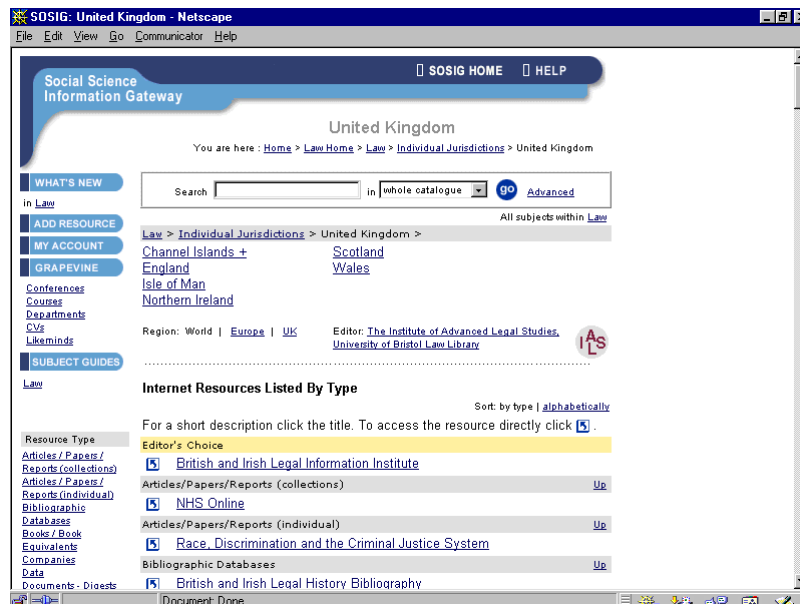 SOSIG: United Kingdom - Netscape
File Edit View Go Communicator Help
Social Science
Information Gateway
SOSIG HOME HELP
United Kingdom
You are here : Home > Law Home > Law > Individual Jurisdictions > United Kingdom
WHAT'S NEW
in Law
ADD RESOURCE
MY ACCOUNT
GRAPEVINE
Conferences
Courses
Departments
CVs
Likeminds
SUBJECT GUIDES
Law
Resource Type
Articles / Papers /
Reports (collections)
Articles / Papers /
Reports (individual)
Bibliographic
Databases
Books / Book
Equivalents
Companies
Data
Documents - Digests
Search in whole catalogue go Advanced
All subjects within Law
Law > Individual Jurisdictions > United Kingdom >
Channel Islands + Scotland
England Wales
Isle of Man
Northern Ireland
Region: World | Europe | UK Editor: The Institute of Advanced Legal Studies,
University of Bristol Law Library
IALS
Internet Resources Listed By Type
Sort: by type | alphabetically
For a short description click the title. To access the resource directly click .
Editor's Choice
British and Irish Legal Information Institute
Articles/Papers/Reports (collections) Up
NHS Online
Articles/Papers/Reports (individual) Up
Race, Discrimination and the Criminal Justice System
Bibliographic Databases Up
British and Irish Legal History Bibliography
Document: Done